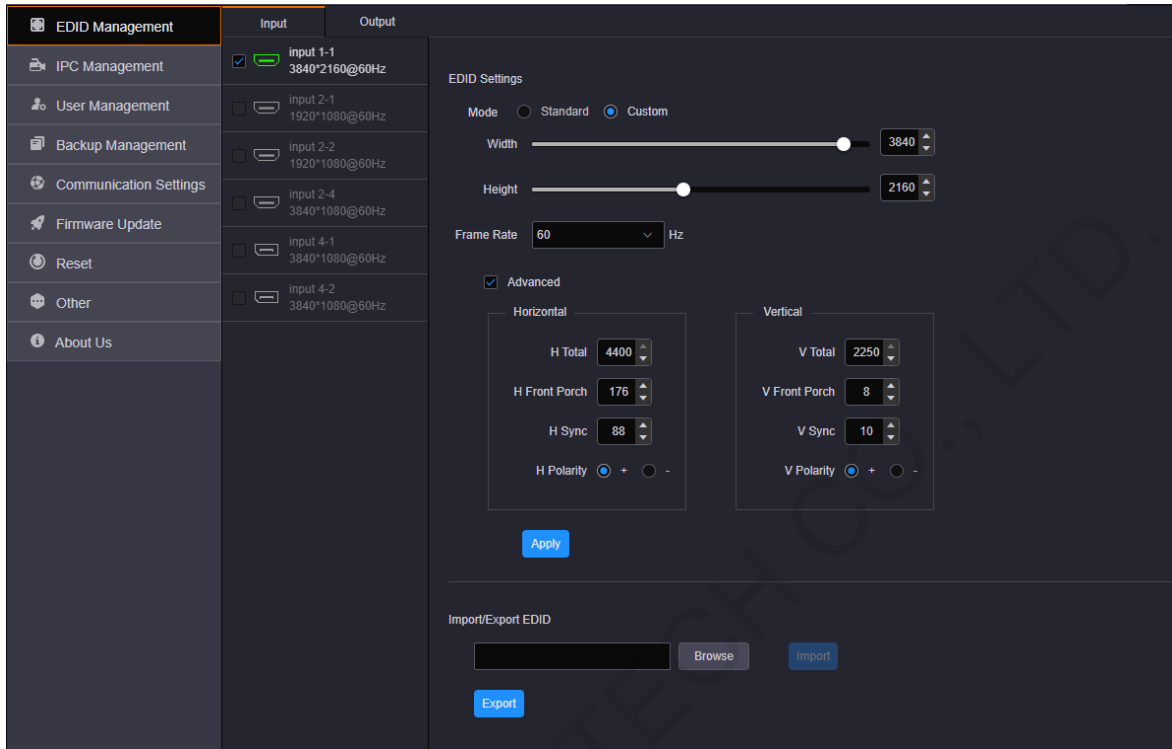 EDID Management
IPC Management
User Management
Backup Management
Communication Settings
Firmware Update
Reset
Other
About Us
Input Output
input 1-1
3840*2160@60Hz
input 2-1
1920*1080@60Hz
input 2-2
1920*1080@60Hz
input 2-4
3840*1080@60Hz
input 4-1
3840*1080@60Hz
input 4-2
3840*1080@60Hz
EDID Settings
Mode Standard Custom
Width 3840
Height 2160
Frame Rate 60 Hz
Advanced
Horizontal
H Total 4400
H Front Porch 176
H Sync 88
H Polarity + -
Vertical
V Total 2250
V Front Porch 8
V Sync 10
V Polarity + -
Apply
Import/Export EDID
Browse Import
Export
TECH CO., LTD.